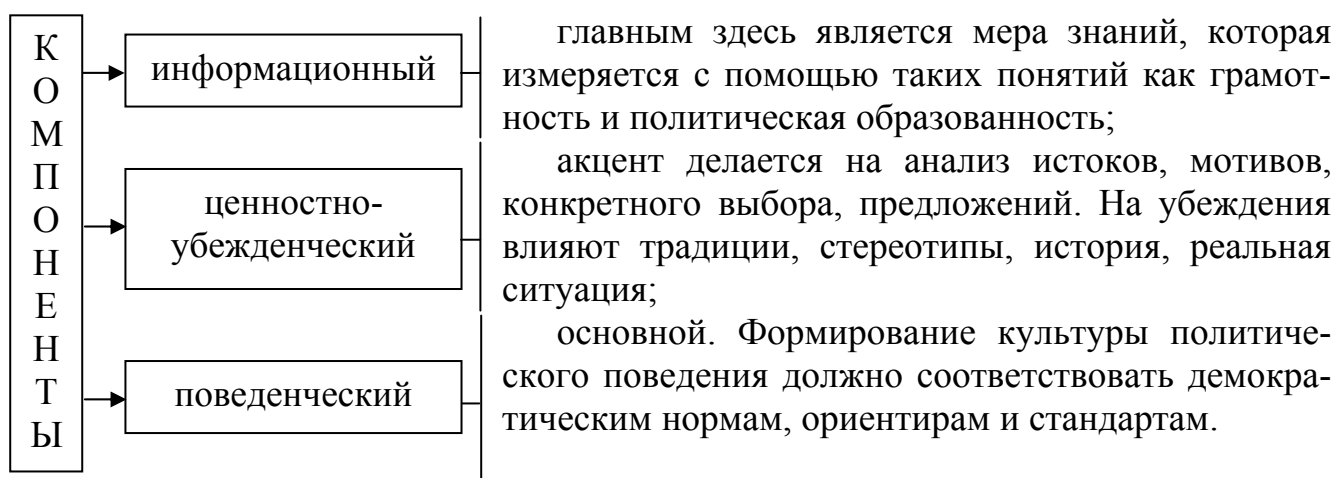 КОМПОНЕНТЫ
информационный
главным здесь является мера знаний, которая
измеряется с помощью таких понятий как грамот-
ность и политическая образованность;
ценностно-
убежденческий
акцент делается на анализ истоков, мотивов,
конкретного выбора, предложений. На убеждения
влияют традиции, стереотипы, история, реальная
ситуация;
поведенческий
основной. Формирование культуры политиче-
ского поведения должно соответствовать демокра-
тическим нормам, ориентирам и стандартам.